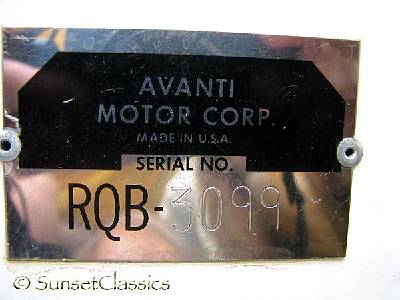 AVANTI
MOTOR CORP.
MADE IN U.S.A.
SERIAL NO.
RQB-3099
© SunsetClassics